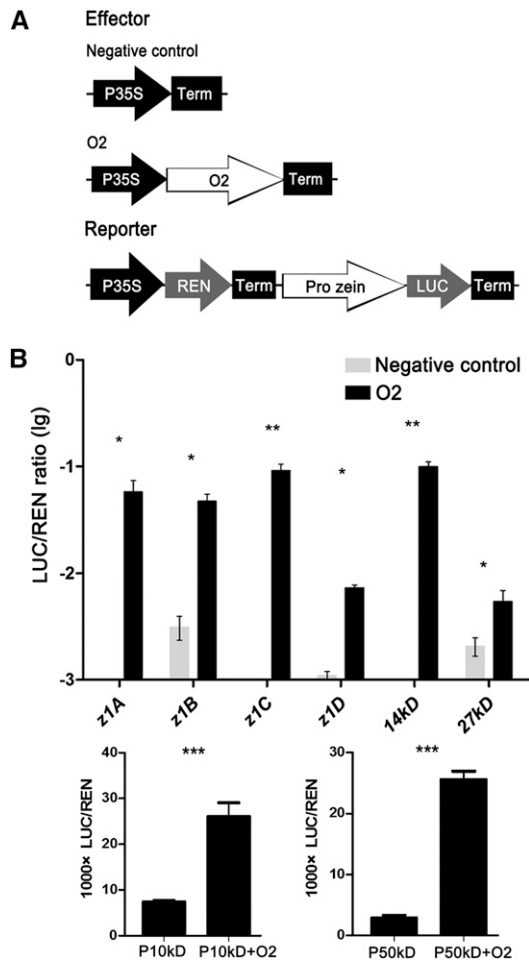 A
Effector
Negative control
P35S Term
O2
P35S O2 Term
Reporter
P35S REN Term Pro zein LUC Term
B
Negative control
O2
LUC/REN ratio (lg)
0
-1
-2
-3
* * ** * ** *
z1A z1B z1C z1D 14kD 27kD
1000× LUC/REN
40
30
20
10
0
***
P10kD P10kD+O2
1000× LUC/REN
30
20
10
0
***
P50kD P50kD+O2